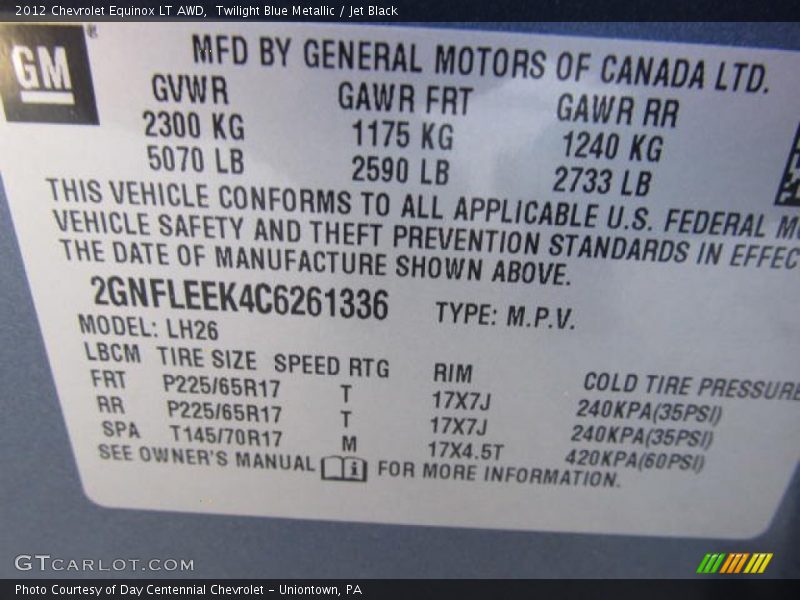 2012 Chevrolet Equinox LT AWD, Twilight Blue Metallic / Jet Black
GM
MFD BY GENERAL MOTORS OF CANADA LTD.
GVWR GAWR FRT GAWR RR
2300 KG 1175 KG 1240 KG
5070 LB 2590 LB 2733 LB
THIS VEHICLE CONFORMS TO ALL APPLICABLE U.S. FEDERAL
VEHICLE SAFETY AND THEFT PREVENTION STANDARDS IN EFFEC
THE DATE OF MANUFACTURE SHOWN ABOVE.
2GNFLEEK4C6261336 TYPE: M.P.V.
MODEL: LH26
LBCM TIRE SIZE SPEED RTG RIM COLD TIRE PRESSURE
FRT P225/65R17 T 17X7J 240KPA(35PSI)
RR P225/65R17 T 17X7J 240KPA(35PSI)
SPA T145/70R17 M 17X4.5T 420KPA(60PSI)
SEE OWNER'S MANUAL FOR MORE INFORMATION.
GTCARLOT.COM
Photo Courtesy of Day Centennial Chevrolet - Uniontown, PA